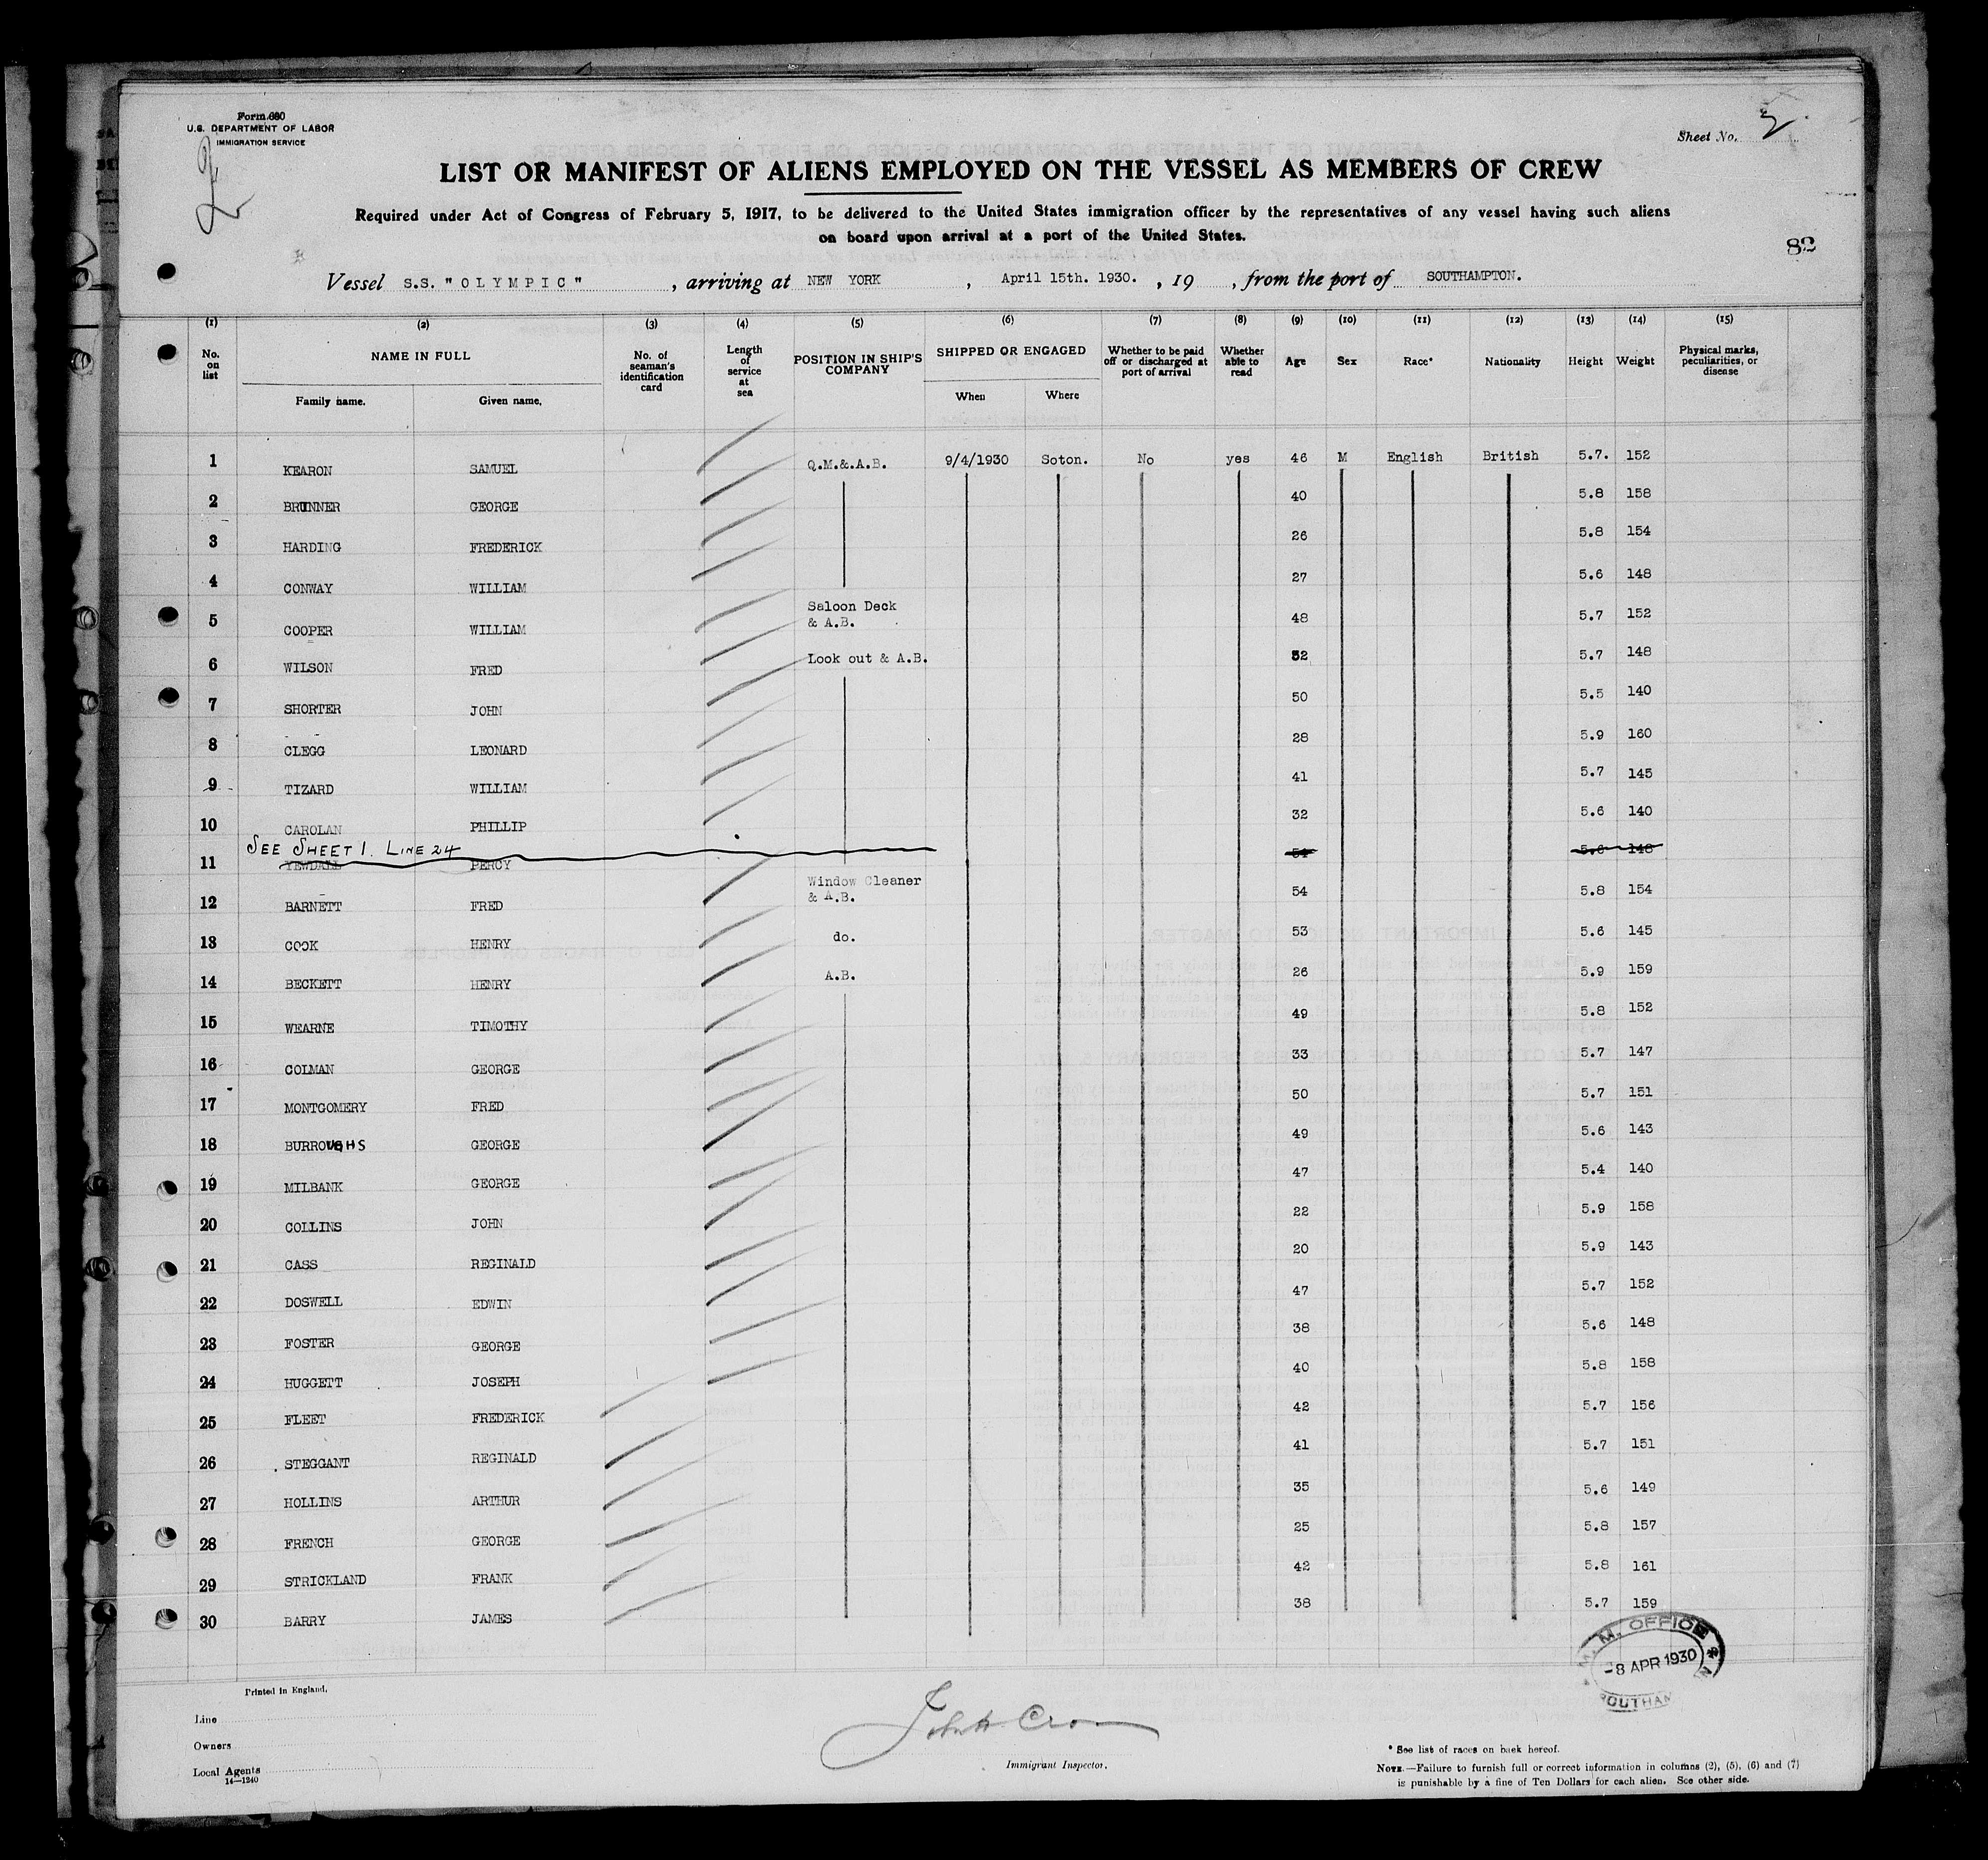 Form 680
U.S. DEPARTMENT OF LABOR
IMMIGRATION SERVICE
Sheet No.
LIST OR MANIFEST OF ALIENS EMPLOYED ON THE VESSEL AS MEMBERS OF CREW
Required under Act of Congress of February 5, 1917, to be delivered to the United States immigration officer by the representatives of any vessel having such aliens
on board upon arrival at a port of the United States.
82
Vessel S.S. "OLYMPIC", arriving at NEW YORK, April 15th. 1930., 19 , from the port of SOUTHAMPTON.
(1) (2) (3) (4) (5) (6) (7) (8) (9) (10) (11) (12) (13) (14) (15)
No. on list NAME IN FULL Family name. Given name. No. of seaman's identification card Length of service at sea POSITION IN SHIP'S COMPANY SHIPPED OR ENGAGED When Where Whether to be paid off or discharged at port of arrival Whether able to read Age Sex Race* Nationality Height Weight Physical marks, peculiarities, or disease
1 KEARON SAMUEL Q.M.&.A.B. 9/4/1930 Soton. No yes 46 M English British 5.7. 152
2 BRUNNER GEORGE 40 5.8 158
3 HARDING FREDERICK 26 5.8 154
4 CONWAY WILLIAM 27 5.6 148
5 COOPER WILLIAM Saloon Deck & A.B. 48 5.7 152
6 WILSON FRED Look out & A.B. 52 5.7 148
7 SHORTER JOHN 50 5.5 140
8 CLEGG LEONARD 28 5.9 160
9 TIZARD WILLIAM 41 5.7 145
10 CAROLAN PHILLIP 32 5.6 140
SEE SHEET 1. LINE 24
11 YEWDALL PERCY 54 5.6 148
12 BARNETT FRED Window Cleaner & A.B. 54 5.8 154
13 COOK HENRY do. 53 5.6 145
14 BECKETT HENRY A.B. 26 5.9 159
15 WEARNE TIMOTHY 49 5.8 152
16 COLMAN GEORGE 33 5.7 147
17 MONTGOMERY FRED 50 5.7 151
18 BURROUGHS GEORGE 49 5.6 143
19 MILBANK GEORGE 47 5.4 140
20 COLLINS JOHN 22 5.9 158
21 CASS REGINALD 20 5.9 143
22 DOSWELL EDWIN 47 5.7 152
23 FOSTER GEORGE 38 5.6 148
24 HUGGETT JOSEPH 40 5.8 158
25 FLEET FREDERICK 42 5.7 156
26 STEGGANT REGINALD 41 5.7 151
27 HOLLINS ARTHUR 35 5.6 149
28 FRENCH GEORGE 25 5.8 157
29 STRICKLAND FRANK 42 5.8 161
30 BARRY JAMES 38 5.7 159
M. M. OFFICE
-8 APR 1930
Printed in England.
Line
Owners
Local Agents
14—1240
Immigrant Inspector.
* See list of races on back hereof.
NOTE.—Failure to furnish full or correct information in columns (2), (5), (6) and (7)
is punishable by a fine of Ten Dollars for each alien. See other side.